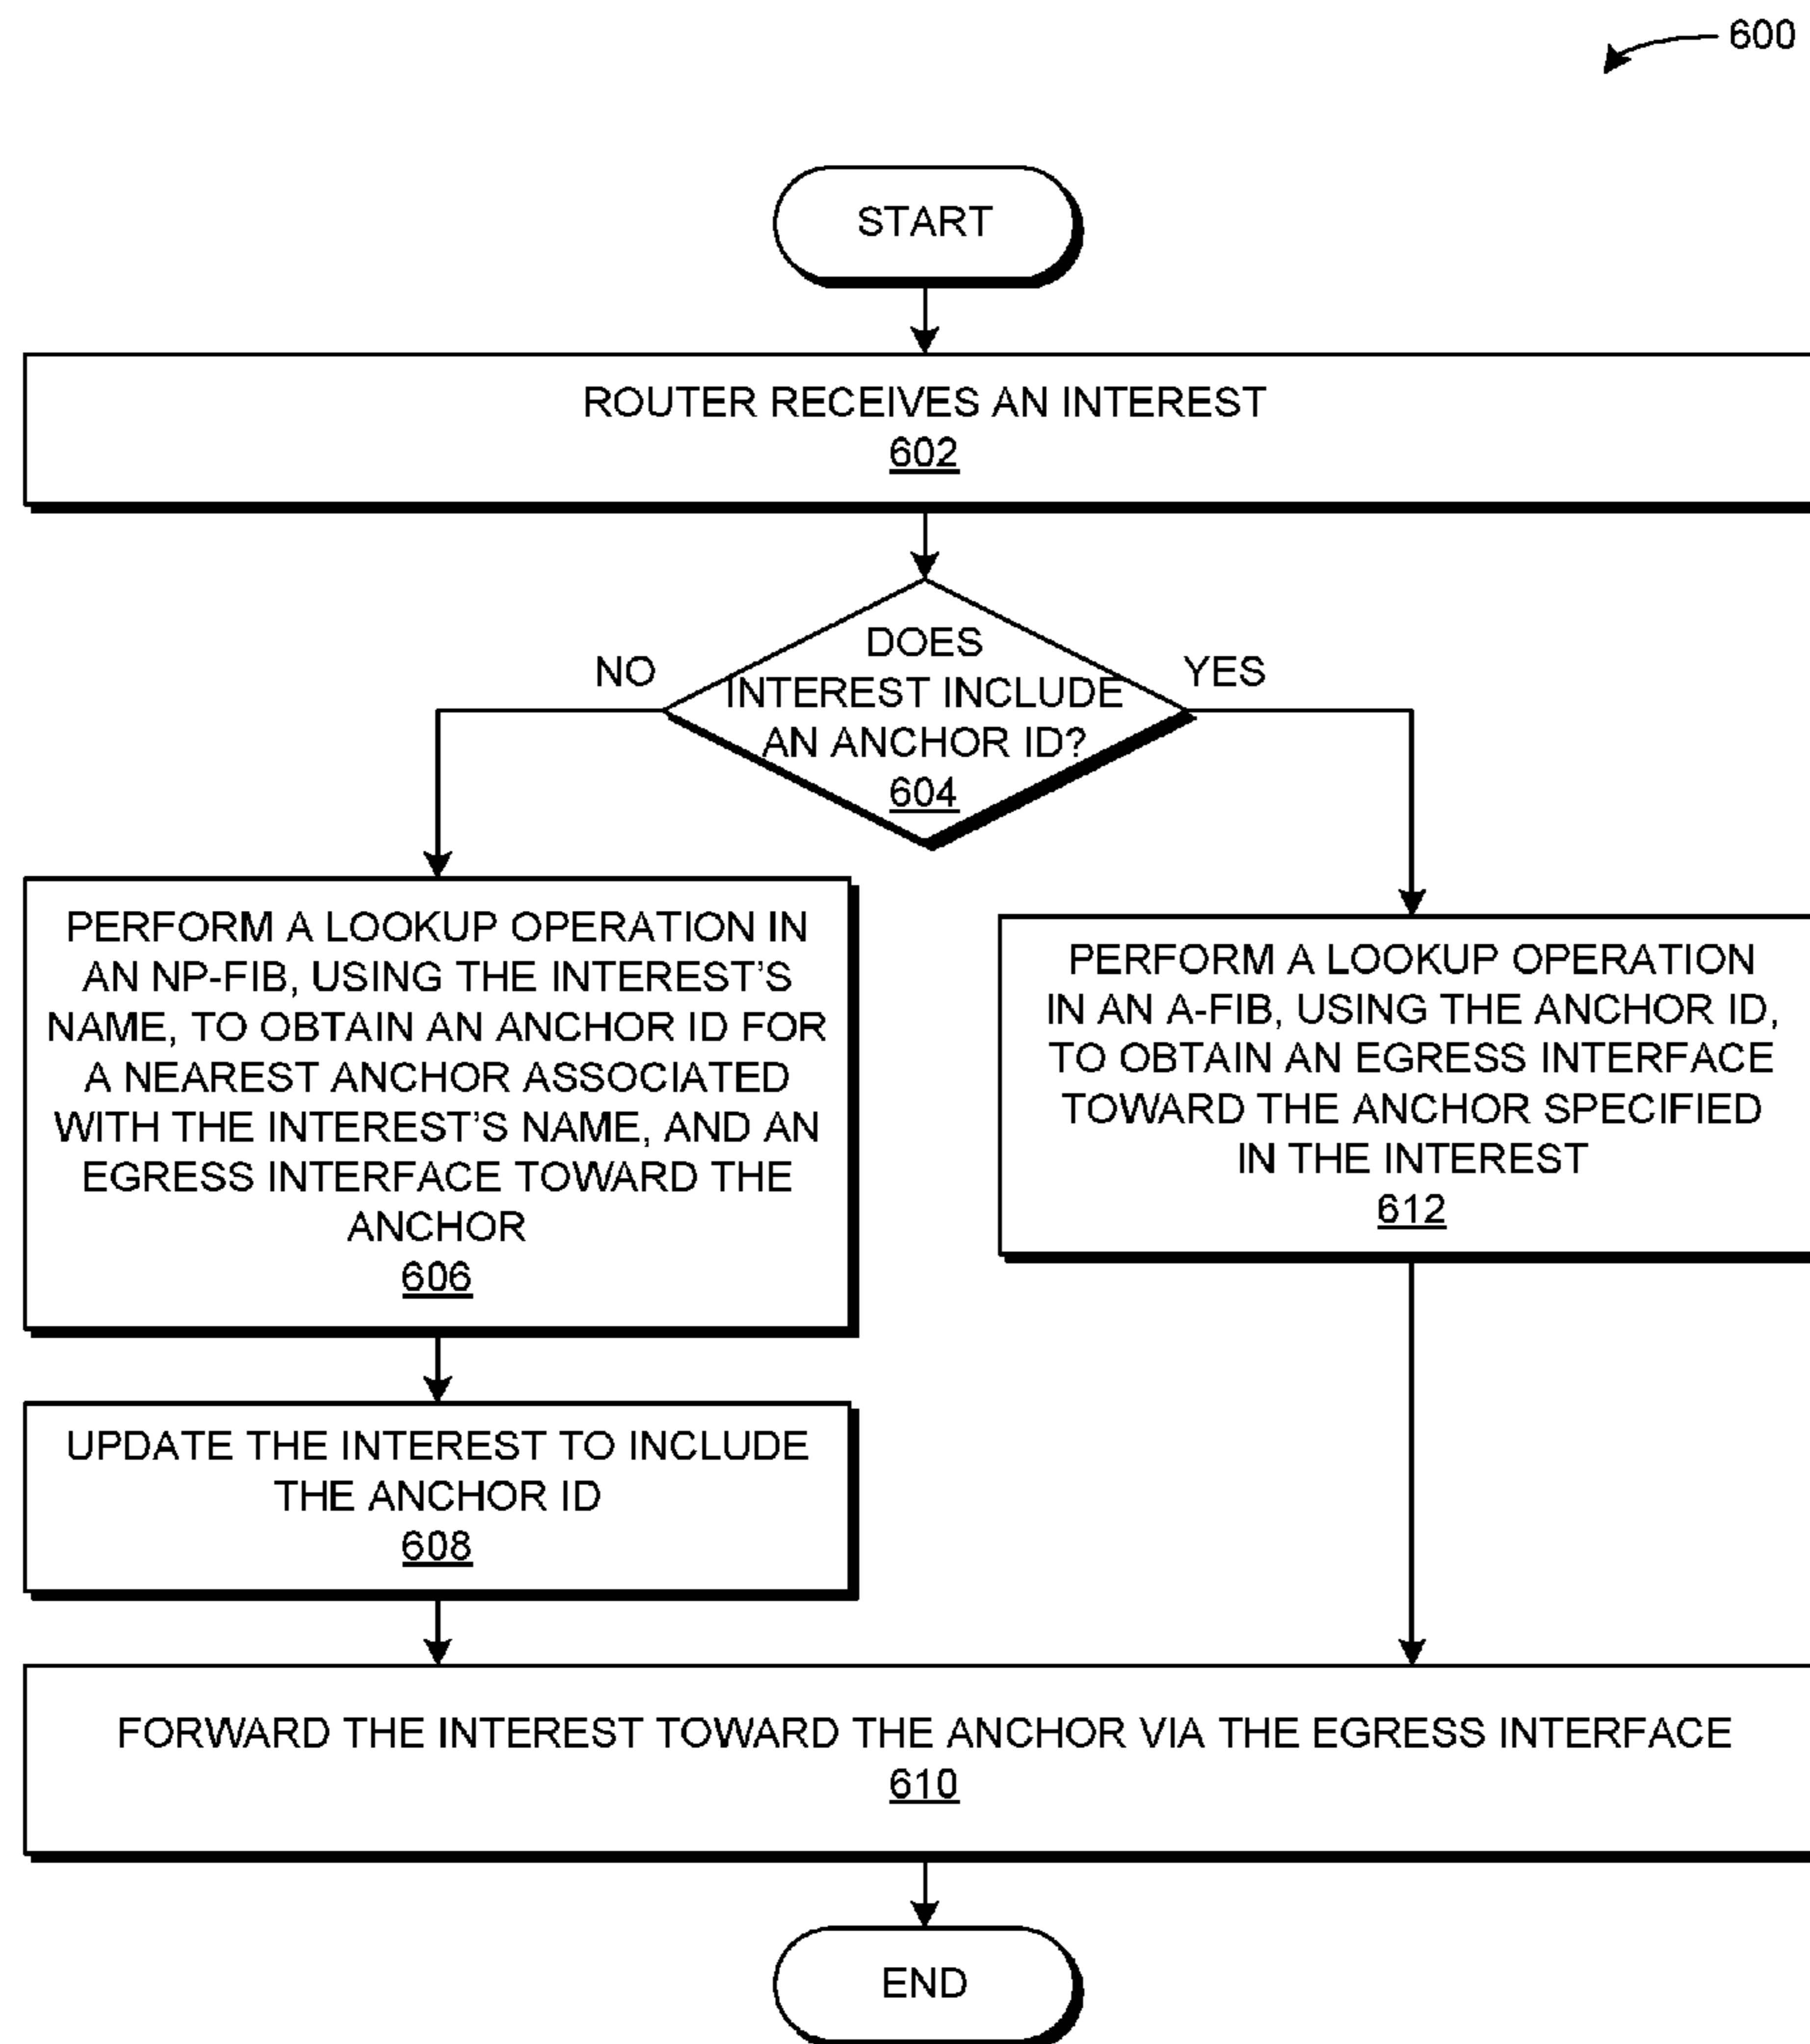 600
START
ROUTER RECEIVES AN INTEREST
602
DOES
INTEREST INCLUDE
AN ANCHOR ID?
604
NO
YES
PERFORM A LOOKUP OPERATION IN
AN NP-FIB, USING THE INTEREST'S
NAME, TO OBTAIN AN ANCHOR ID FOR
A NEAREST ANCHOR ASSOCIATED
WITH THE INTEREST'S NAME, AND AN
EGRESS INTERFACE TOWARD THE
ANCHOR
606
PERFORM A LOOKUP OPERATION
IN AN A-FIB, USING THE ANCHOR ID,
TO OBTAIN AN EGRESS INTERFACE
TOWARD THE ANCHOR SPECIFIED
IN THE INTEREST
612
UPDATE THE INTEREST TO INCLUDE
THE ANCHOR ID
608
FORWARD THE INTEREST TOWARD THE ANCHOR VIA THE EGRESS INTERFACE
610
END